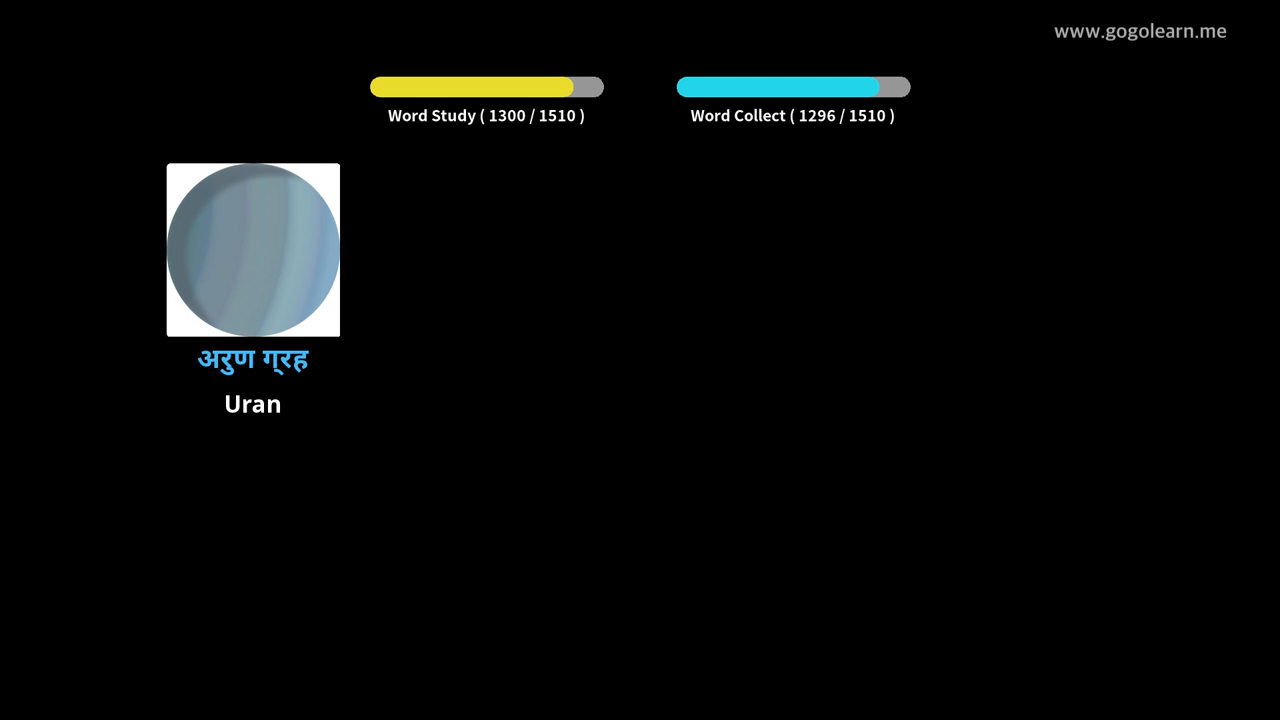 www.gogolearn.me
Word Study ( 1300 / 1510 )
Word Collect ( 1296 / 1510 )
अरुण ग्रह
Uran